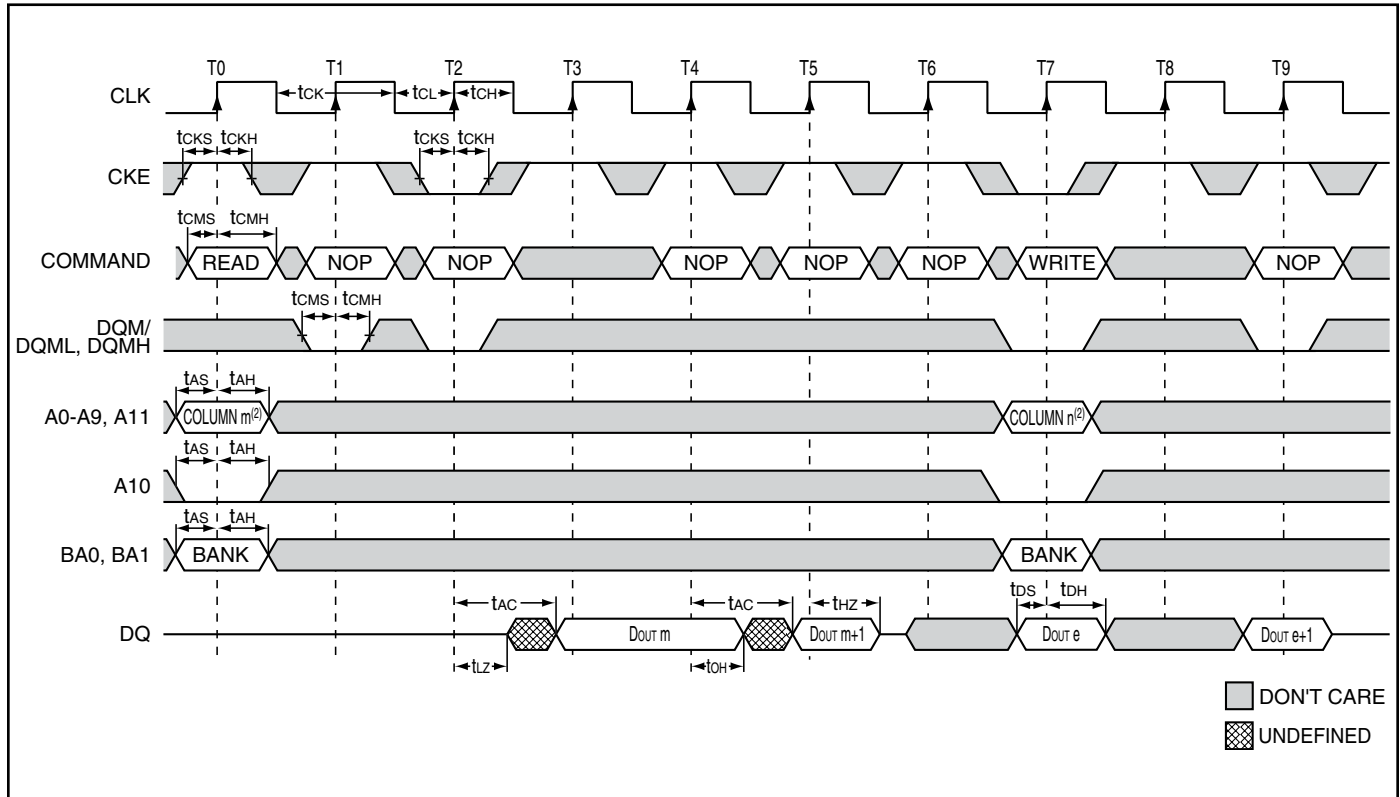 T0 T1 T2 T3 T4 T5 T6 T7 T8 T9
CLK
tCK tCL tCH
tCKS tCKH tCKS tCKH
CKE
tCMS tCMH
COMMAND READ NOP NOP NOP NOP NOP WRITE NOP
tCMS tCMH
DQM/
DQML, DQMH
tAS tAH
A0-A9, A11 COLUMN m(2) COLUMN n(2)
tAS tAH
A10
tAS tAH
BA0, BA1 BANK BANK
tAC tAC tHZ tDS tDH
DQ DOUT m DOUT m+1 DOUT e DOUT e+1
tLZ tOH
DON'T CARE
UNDEFINED